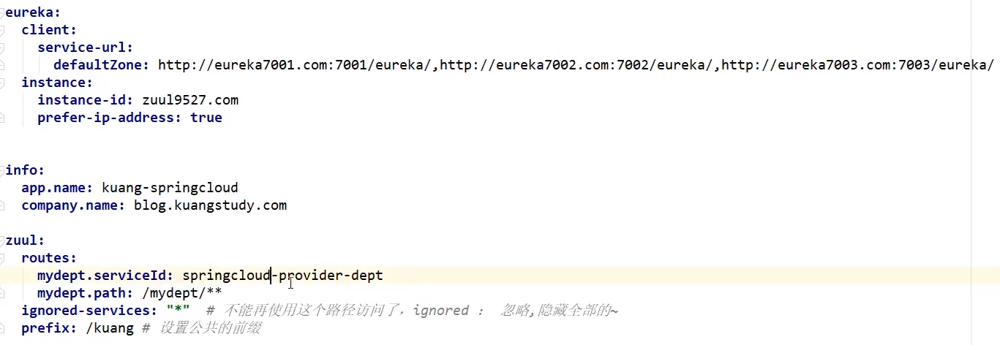 eureka:
  client:
    service-url:
      defaultZone: http://eureka7001.com:7001/eureka/,http://eureka7002.com:7002/eureka/,http://eureka7003.com:7003/eureka/
  instance:
    instance-id: zuul9527.com
    prefer-ip-address: true
info:
  app.name: kuang-springcloud
  company.name: blog.kuangstudy.com
zuul:
  routes:
    mydept.serviceId: springcloud-provider-dept
    mydept.path: /mydept/**
  ignored-services: "*"  # 不能再使用这个路径访问了，ignored ： 忽略,隐藏全部的~
  prefix: /kuang # 设置公共的前缀